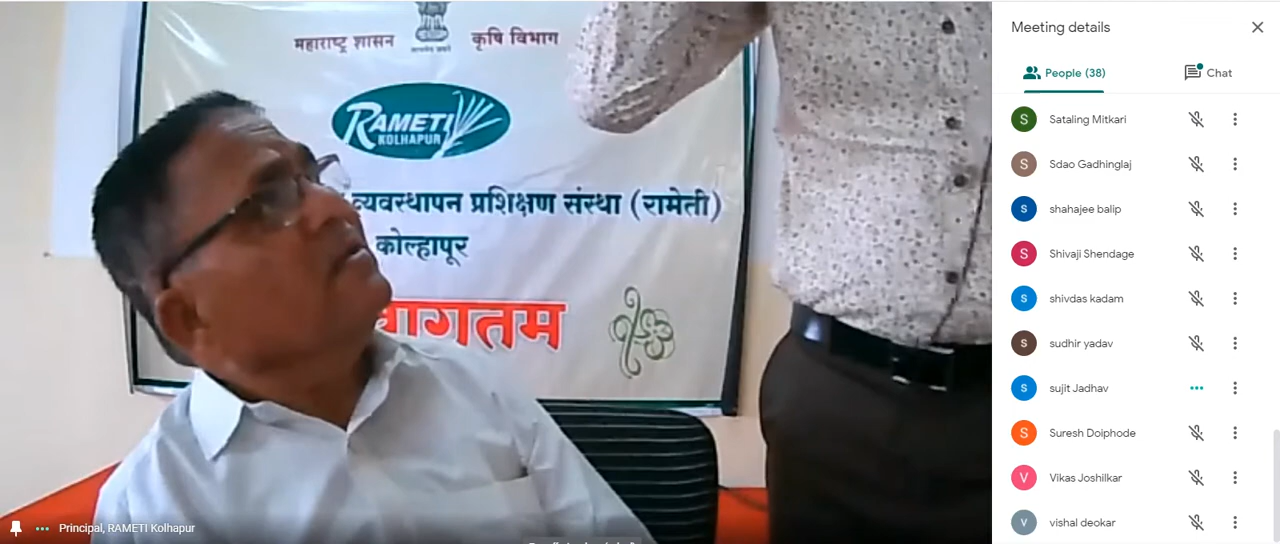 महाराष्ट्र शासन
कृषि विभाग
RAMETI
KOLHAPUR
व्यवस्थापन प्रशिक्षण संस्था (रामेती)
कोल्हापूर
Principal, RAMETI Kolhapur
Meeting details
People (38)
Chat
S Sataling Mitkari
S Sdao Gadhinglaj
s shahajee balip
S Shivaji Shendage
s shivdas kadam
s sudhir yadav
s sujit Jadhav
S Suresh Doiphode
V Vikas Joshilkar
v vishal deokar